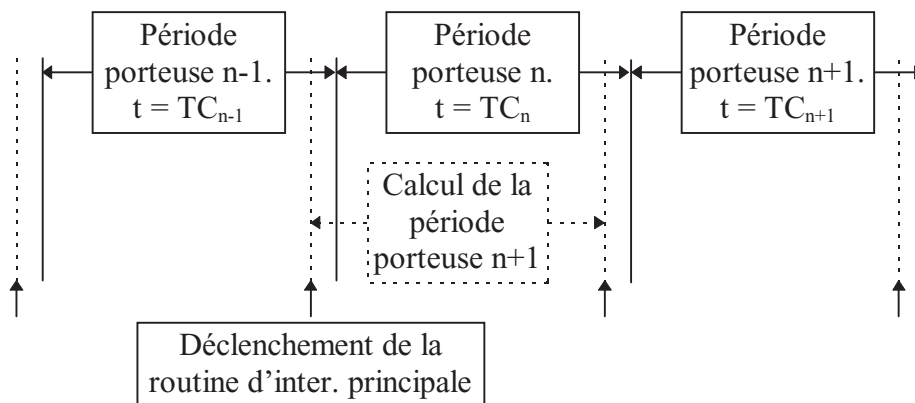 Période
porteuse n-1.
t = TCn-1
Période
porteuse n.
t = TCn
Période
porteuse n+1.
t = TCn+1
Calcul de la
période
porteuse n+1
Déclenchement de la
routine d’inter. principale